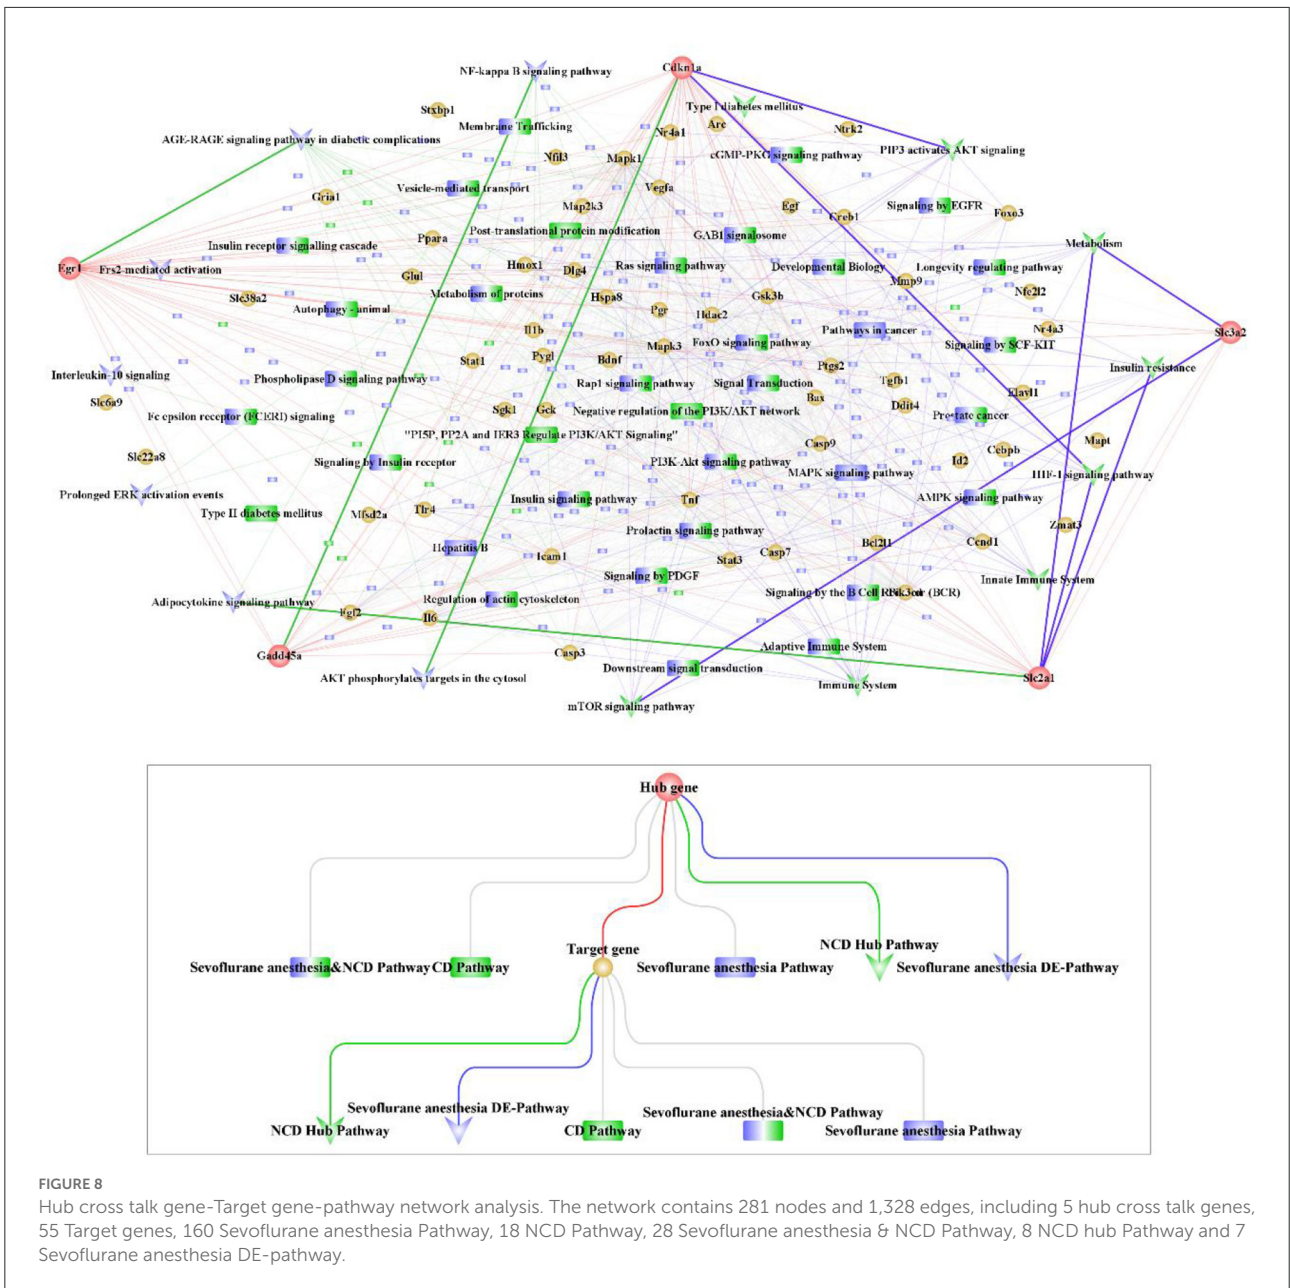 NF-kappa B signaling pathway
Cdkn1a
Stxbp1
Type I diabetes mellitus
Membrane Trafficking
Nr4a1
Arc
Ntrk2
AGE-RAGE signaling pathway in diabetic complications
PIP3 activates AKT signaling
Nfil3
Mapk1
cGMP-PKG signaling pathway
Vesicle-mediated transport
Vegfa
Gria1
Map2k3
Egf
Creb1
Signaling by EGFR
Foxo3
Ppara
Post-translational protein modification
GAB1 signalosome
Metabolism
Insulin receptor signalling cascade
Egr1
Frs2-mediated activation
Glul
Hmox1
Dlg4
Ras signaling pathway
Developmental Biology
Longevity regulating pathway
Mmp9
Slc38a2
Metabolism of proteins
Hspa8
Gsk3b
Nfe2l2
Autophagy - animal
Pgr
Hdac2
Il1b
Pathways in cancer
Nr4a3
Slc3a2
Stat1
Pygl
Bdnf
Mapk3
FoxO signaling pathway
Signaling by SCF-KIT
Interleukin-10 signaling
Phospholipase D signaling pathway
Rap1 signaling pathway
Signal Transduction
Ptgs2
Tgfb1
Insulin resistance
Slc6a9
Bax
Ddit4
Elavl1
Fc epsilon receptor (FCERI) signaling
Sgk1
Gck
Negative regulation of the PI3K/AKT network
Prostate cancer
"PI5P, PP2A and IER3 Regulate PI3K/AKT Signaling"
Casp9
Cebpb
Mapt
Slc22a8
Signaling by Insulin receptor
PI3K-Akt signaling pathway
MAPK signaling pathway
Id2
HIF-1 signaling pathway
Prolonged ERK activation events
Insulin signaling pathway
Tnf
AMPK signaling pathway
Type II diabetes mellitus
Mfsd2a
Tlr4
Prolactin signaling pathway
Zmat3
Hepatitis B
Icam1
Stat3
Casp7
Bcl2l1
Ccnd1
Signaling by PDGF
Innate Immune System
Adipocytokine signaling pathway
Regulation of actin cytoskeleton
Signaling by the B Cell Receptor (BCR)
Fgf2
Il6
Gadd45a
Casp3
Adaptive Immune System
AKT phosphorylates targets in the cytosol
Downstream signal transduction
Immune System
Slc2a1
mTOR signaling pathway
Hub gene
Sevoflurane anesthesia&NCD Pathway
CD Pathway
Target gene
Sevoflurane anesthesia Pathway
NCD Hub Pathway
Sevoflurane anesthesia DE-Pathway
NCD Hub Pathway
Sevoflurane anesthesia DE-Pathway
CD Pathway
Sevoflurane anesthesia&NCD Pathway
Sevoflurane anesthesia Pathway
FIGURE 8
Hub cross talk gene-Target gene-pathway network analysis. The network contains 281 nodes and 1,328 edges, including 5 hub cross talk genes,
55 Target genes, 160 Sevoflurane anesthesia Pathway, 18 NCD Pathway, 28 Sevoflurane anesthesia & NCD Pathway, 8 NCD hub Pathway and 7
Sevoflurane anesthesia DE-pathway.